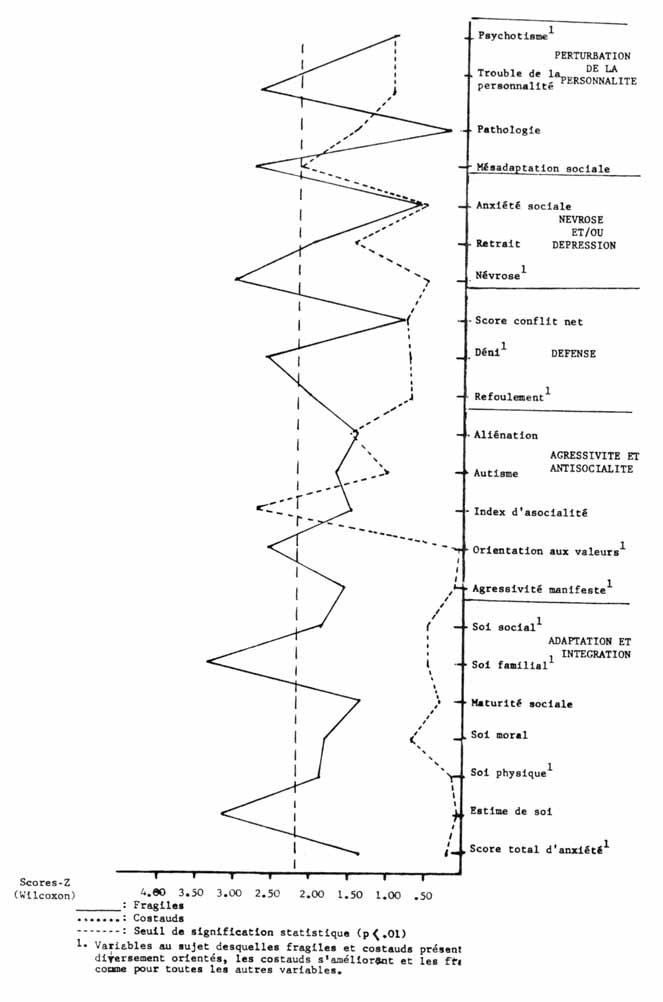 Psychotisme1
PERTURBATION
DE LA
PERSONNALITE
Trouble de la
personnalité
Pathologie
Mésadaptation sociale
Anxiété sociale
NEVROSE
ET/OU
DEPRESSION
Retrait
Névrose1
Score conflit net
Déni1
DEFENSE
Refoulement1
Aliénation
AGRESSIVITE ET
ANTISOCIALITE
Autisme
Index d'asocialité
Orientation aux valeurs1
Agressivité manifeste1
Soi social1
ADAPTATION ET
INTEGRATION
Soi familial1
Maturité sociale
Soi moral
Soi physique1
Estime de soi
Score total d'anxiété1
Scores-Z
(Wilcoxon)
4.00 3.50 3.00 2.50 2.00 1.50 1.00 .50
: Fragiles
: Costauds
: Seuil de signification statistique (p <.01)
1. Variables au sujet desquelles fragiles et costauds présent
diversement orientés, les costauds s'améliorant et les fra
comme pour toutes les autres variables.